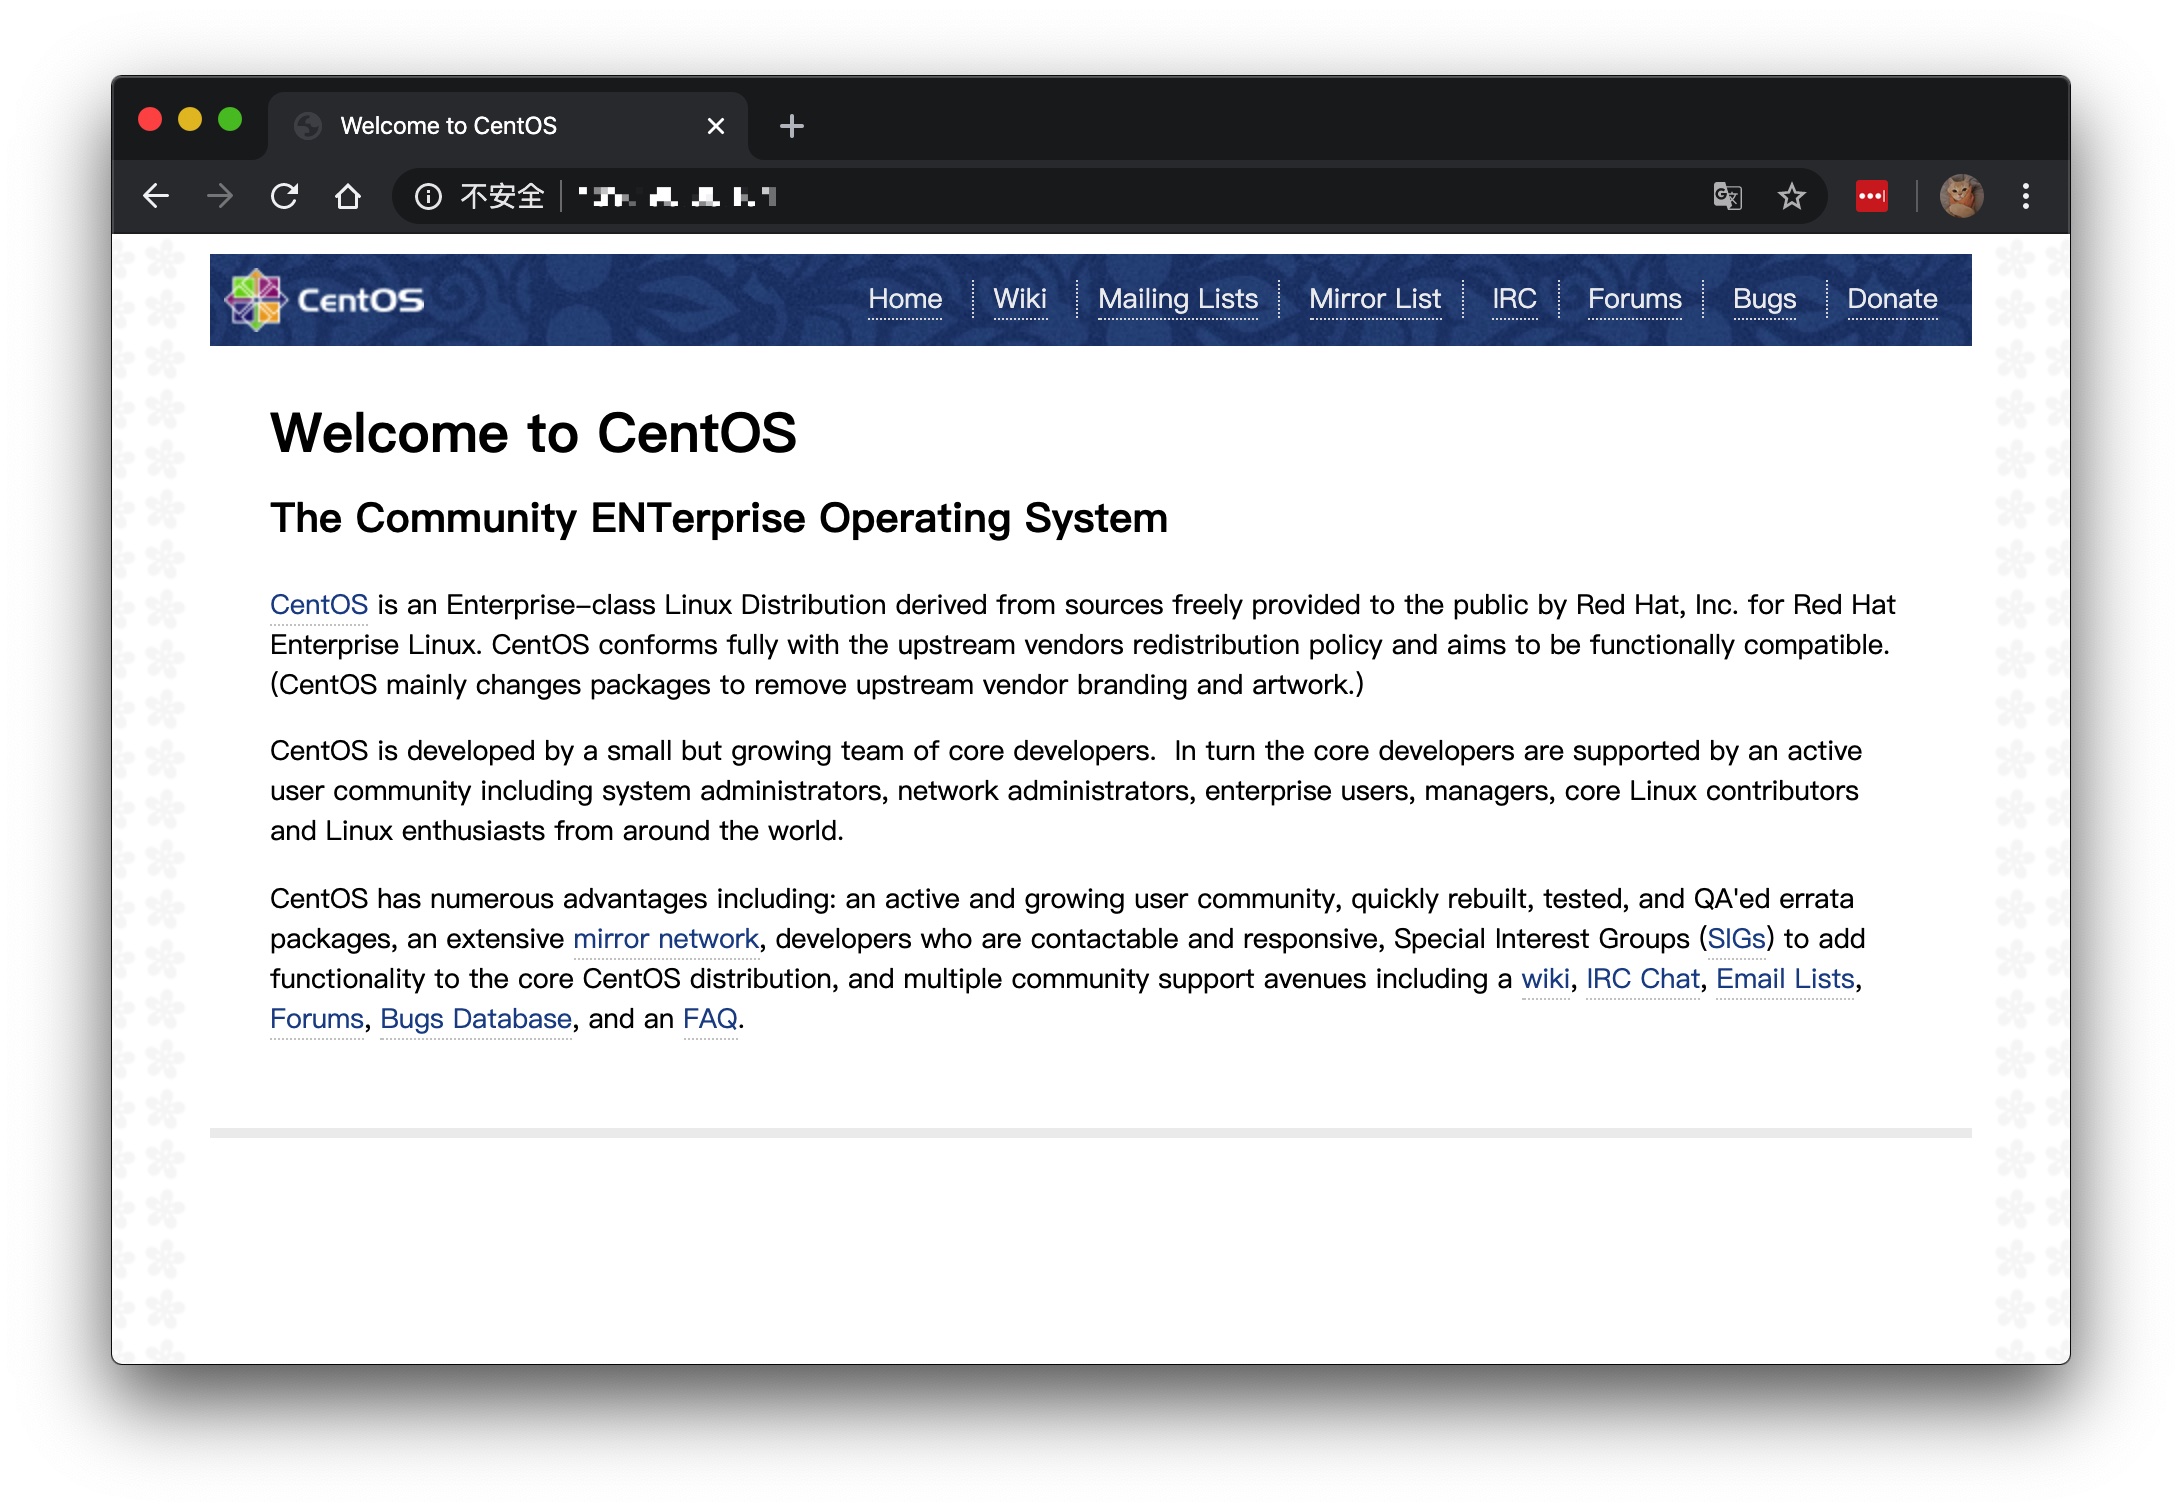 Welcome to CentOS
不安全
CentOS
Home Wiki Mailing Lists Mirror List IRC Forums Bugs Donate
Welcome to CentOS
The Community ENTerprise Operating System
CentOS is an Enterprise-class Linux Distribution derived from sources freely provided to the public by Red Hat, Inc. for Red Hat
Enterprise Linux. CentOS conforms fully with the upstream vendors redistribution policy and aims to be functionally compatible.
(CentOS mainly changes packages to remove upstream vendor branding and artwork.)
CentOS is developed by a small but growing team of core developers.  In turn the core developers are supported by an active
user community including system administrators, network administrators, enterprise users, managers, core Linux contributors
and Linux enthusiasts from around the world.
CentOS has numerous advantages including: an active and growing user community, quickly rebuilt, tested, and QA'ed errata
packages, an extensive mirror network, developers who are contactable and responsive, Special Interest Groups (SIGs) to add
functionality to the core CentOS distribution, and multiple community support avenues including a wiki, IRC Chat, Email Lists,
Forums, Bugs Database, and an FAQ.